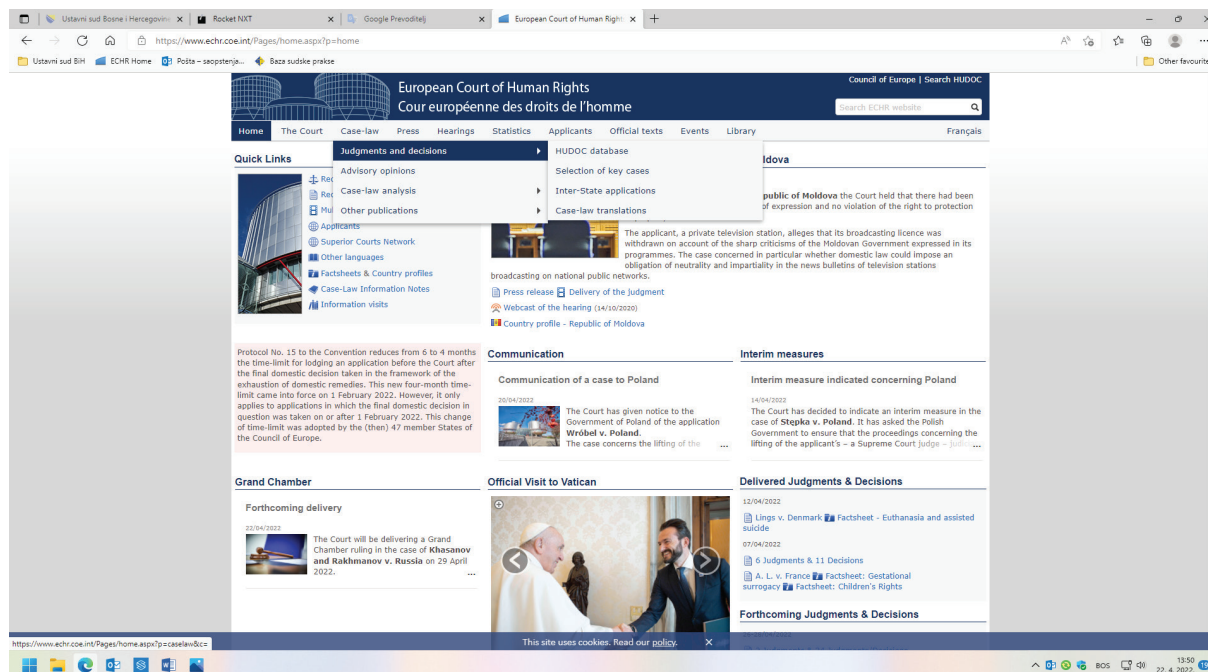 Ustavni sud Bosne i Hercegovine
Rocket NXT
Google Prevoditelj
European Court of Human Right
https://www.echr.coe.int/Pages/home.aspx?p=home
Ustavni sud BiH
ECHR Home
Pošta – saopstenja...
Baza sudske prakse
Other favourite
European Court of Human Rights
Cour européenne des droits de l'homme
Council of Europe | Search HUDOC
Search ECHR website
Home The Court Case-law Press Hearings Statistics Applicants Official texts Events Library Français
Judgments and decisions
Advisory opinions
Case-law analysis
Other publications
HUDOC database
Selection of key cases
Inter-State applications
Case-law translations
Quick Links
Applicants
Superior Courts Network
Other languages
Factsheets & Country profiles
Case-Law Information Notes
Information visits
ldova
public of Moldova the Court held that there had been
of expression and no violation of the right to protection
The applicant, a private television station, alleges that its broadcasting licence was
withdrawn on account of the sharp criticisms of the Moldovan Government expressed in its
programmes. The case concerned in particular whether domestic law could impose an
obligation of neutrality and impartiality in the news bulletins of television stations
broadcasting on national public networks.
Press release Delivery of the judgment
Webcast of the hearing (14/10/2020)
Country profile - Republic of Moldova
Protocol No. 15 to the Convention reduces from 6 to 4 months
the time-limit for lodging an application before the Court after
the final domestic decision taken in the framework of the
exhaustion of domestic remedies. This new four-month time-
limit came into force on 1 February 2022. However, it only
applies to applications in which the final domestic decision in
question was taken on or after 1 February 2022. This change
of time-limit was adopted by the (then) 47 member States of
the Council of Europe.
Communication
Communication of a case to Poland
20/04/2022
The Court has given notice to the
Government of Poland of the application
Wróbel v. Poland.
The case concerns the lifting of the ...
Interim measures
Interim measure indicated concerning Poland
14/04/2022
The Court has decided to indicate an interim measure in the
case of Stępka v. Poland. It has asked the Polish
Government to ensure that the proceedings concerning the
lifting of the applicant's – a Supreme Court judge – ...
Grand Chamber
Forthcoming delivery
22/04/2022
The Court will be delivering a Grand
Chamber ruling in the case of Khasanov
and Rakhmanov v. Russia on 29 April
2022. ...
Official Visit to Vatican
Delivered Judgments & Decisions
12/04/2022
Lings v. Denmark Factsheet - Euthanasia and assisted
suicide
07/04/2022
6 Judgments & 11 Decisions
A. L. v. France Factsheet: Gestational
surrogacy Factsheet: Children's Rights
Forthcoming Judgments & Decisions
This site uses cookies. Read our policy. X
https://www.echr.coe.int/Pages/home.aspx?p=caselaw&c=
BOS
13:50
22. 4. 2022.